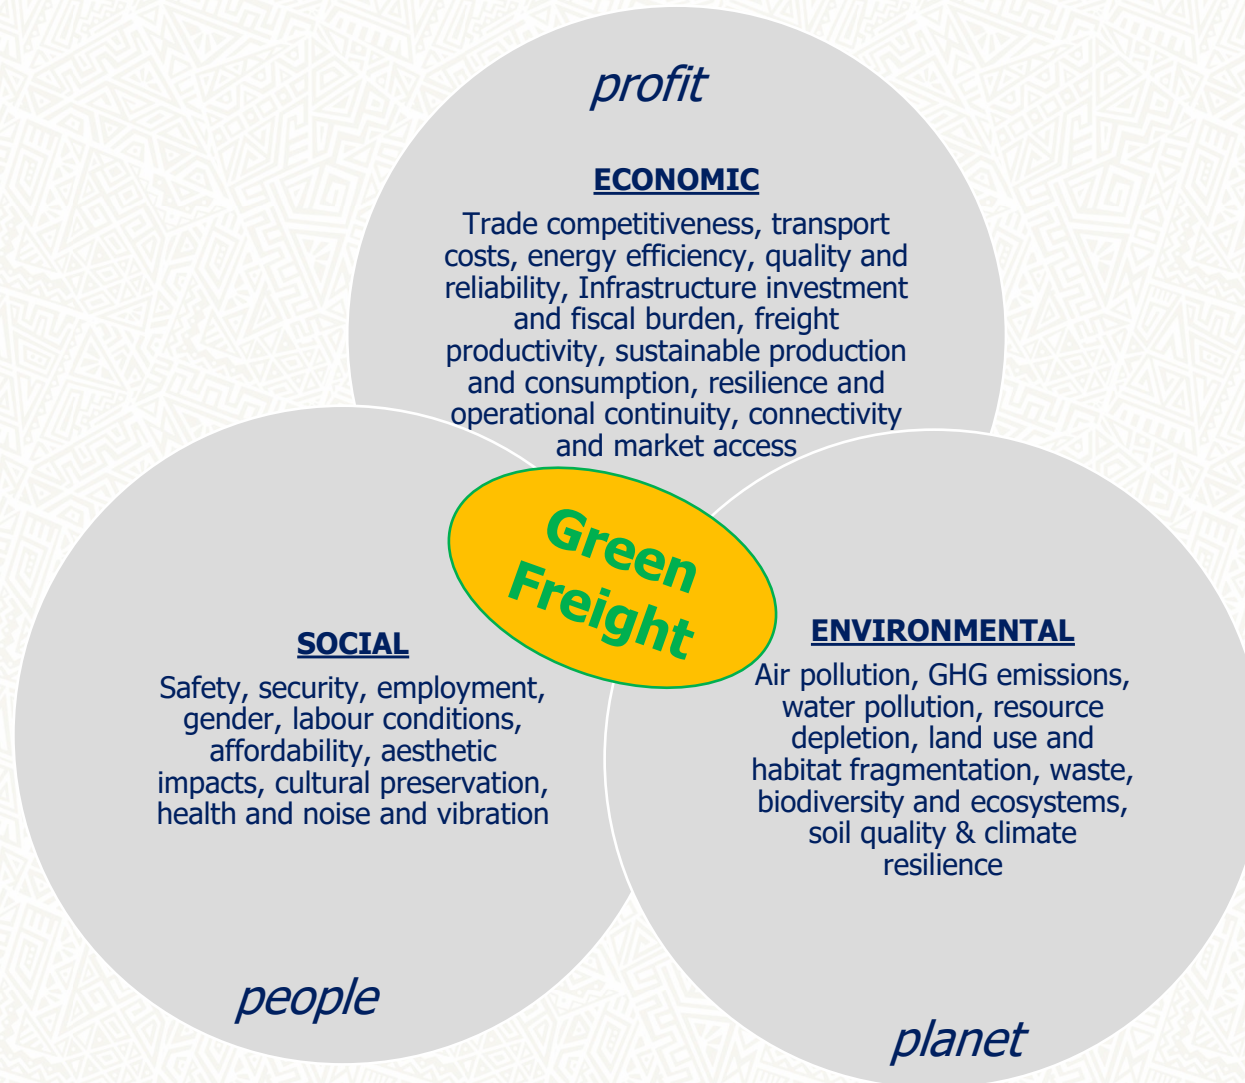 profit
ECONOMIC
Trade competitiveness, transport
costs, energy efficiency, quality and
reliability, Infrastructure investment
and fiscal burden, freight
productivity, sustainable production
and consumption, resilience and
operational continuity, connectivity
and market access
Green
Freight
SOCIAL
Safety, security, employment,
gender, labour conditions,
affordability, aesthetic
impacts, cultural preservation,
health and noise and vibration
people
ENVIRONMENTAL
Air pollution, GHG emissions,
water pollution, resource
depletion, land use and
habitat fragmentation, waste,
biodiversity and ecosystems,
soil quality & climate
resilience
planet